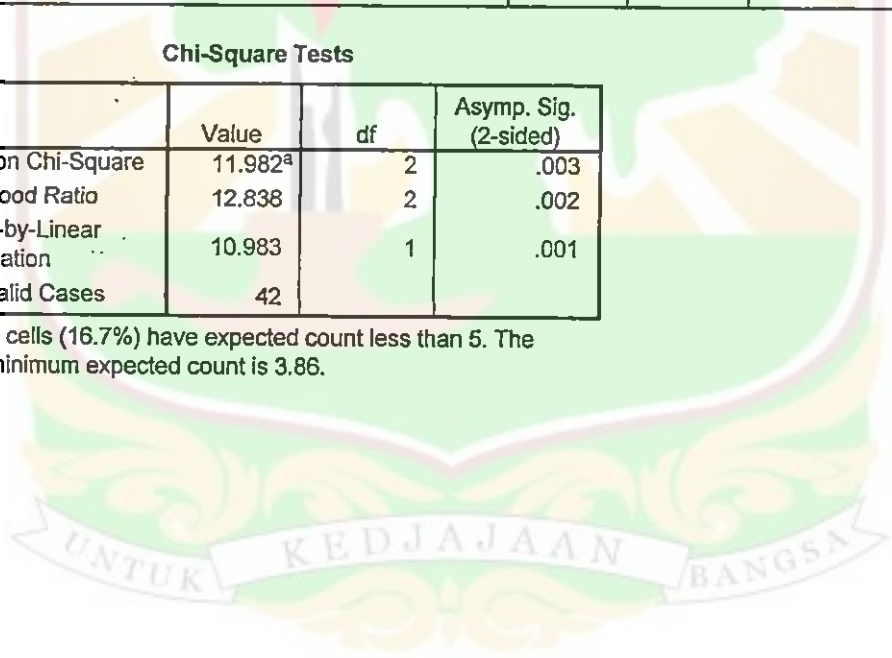 Chi-Square Tests
Value df Asymp. Sig. (2-sided)
on Chi-Square 11.982a 2 .003
ood Ratio 12.838 2 .002
-by-Linear
ation 10.983 1 .001
alid Cases 42
cells (16.7%) have expected count less than 5. The
inimum expected count is 3.86.
UNTUK KEDJAJAAN BANGSA